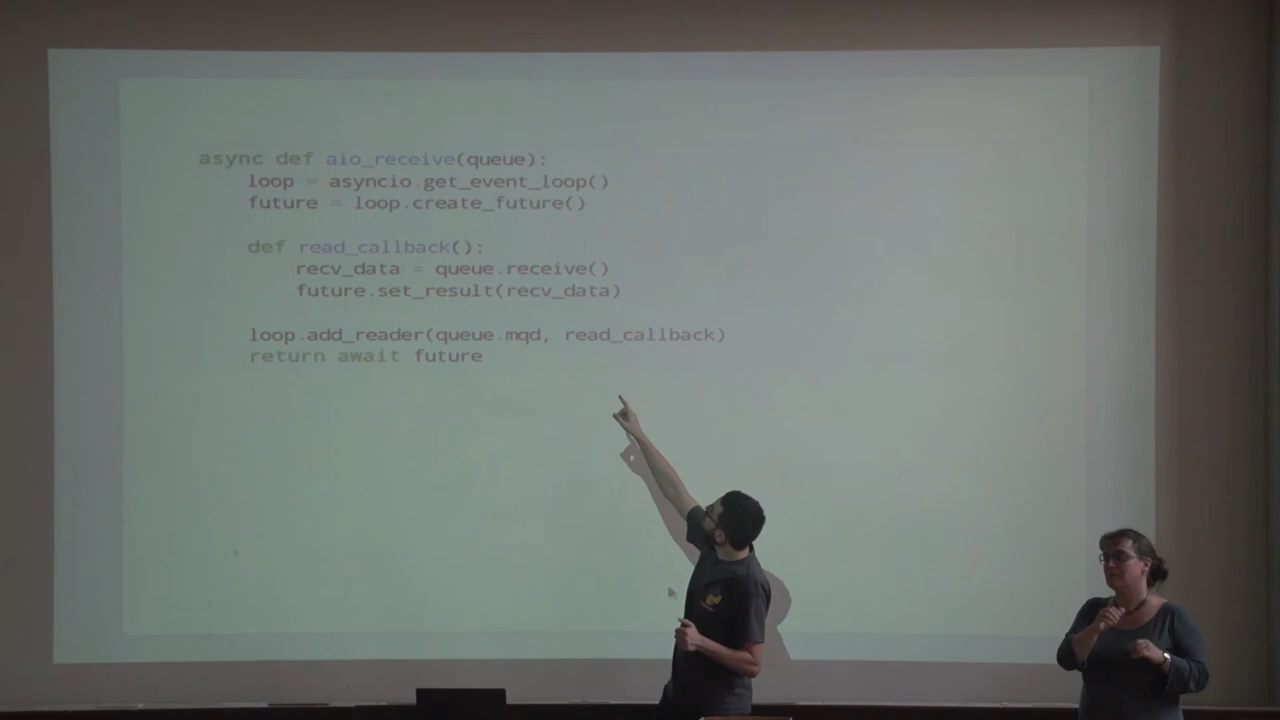 async def aio_receive(queue):
loop = asyncio.get_event_loop()
future = loop.create_future()
def read_callback():
recv_data = queue.receive()
future.set_result(recv_data)
loop.add_reader(queue.mqd, read_callback)
return await future